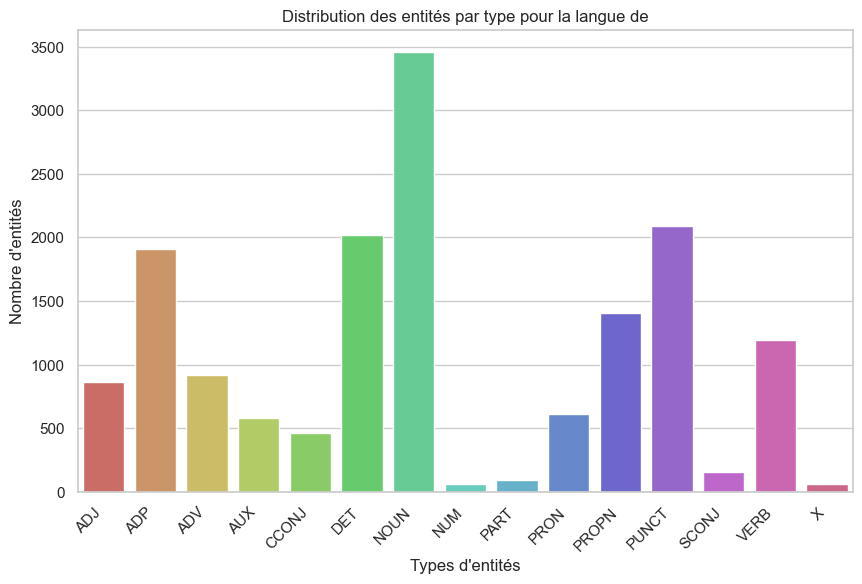 Distribution des entités par type pour la langue de
Nombre d'entités
3500
3000
2500
2000
1500
1000
500
0
ADJ
ADP
ADV
AUX
CCONJ
DET
NOUN
NUM
PART
PRON
PROPN
PUNCT
SCONJ
VERB
X
Types d'entités